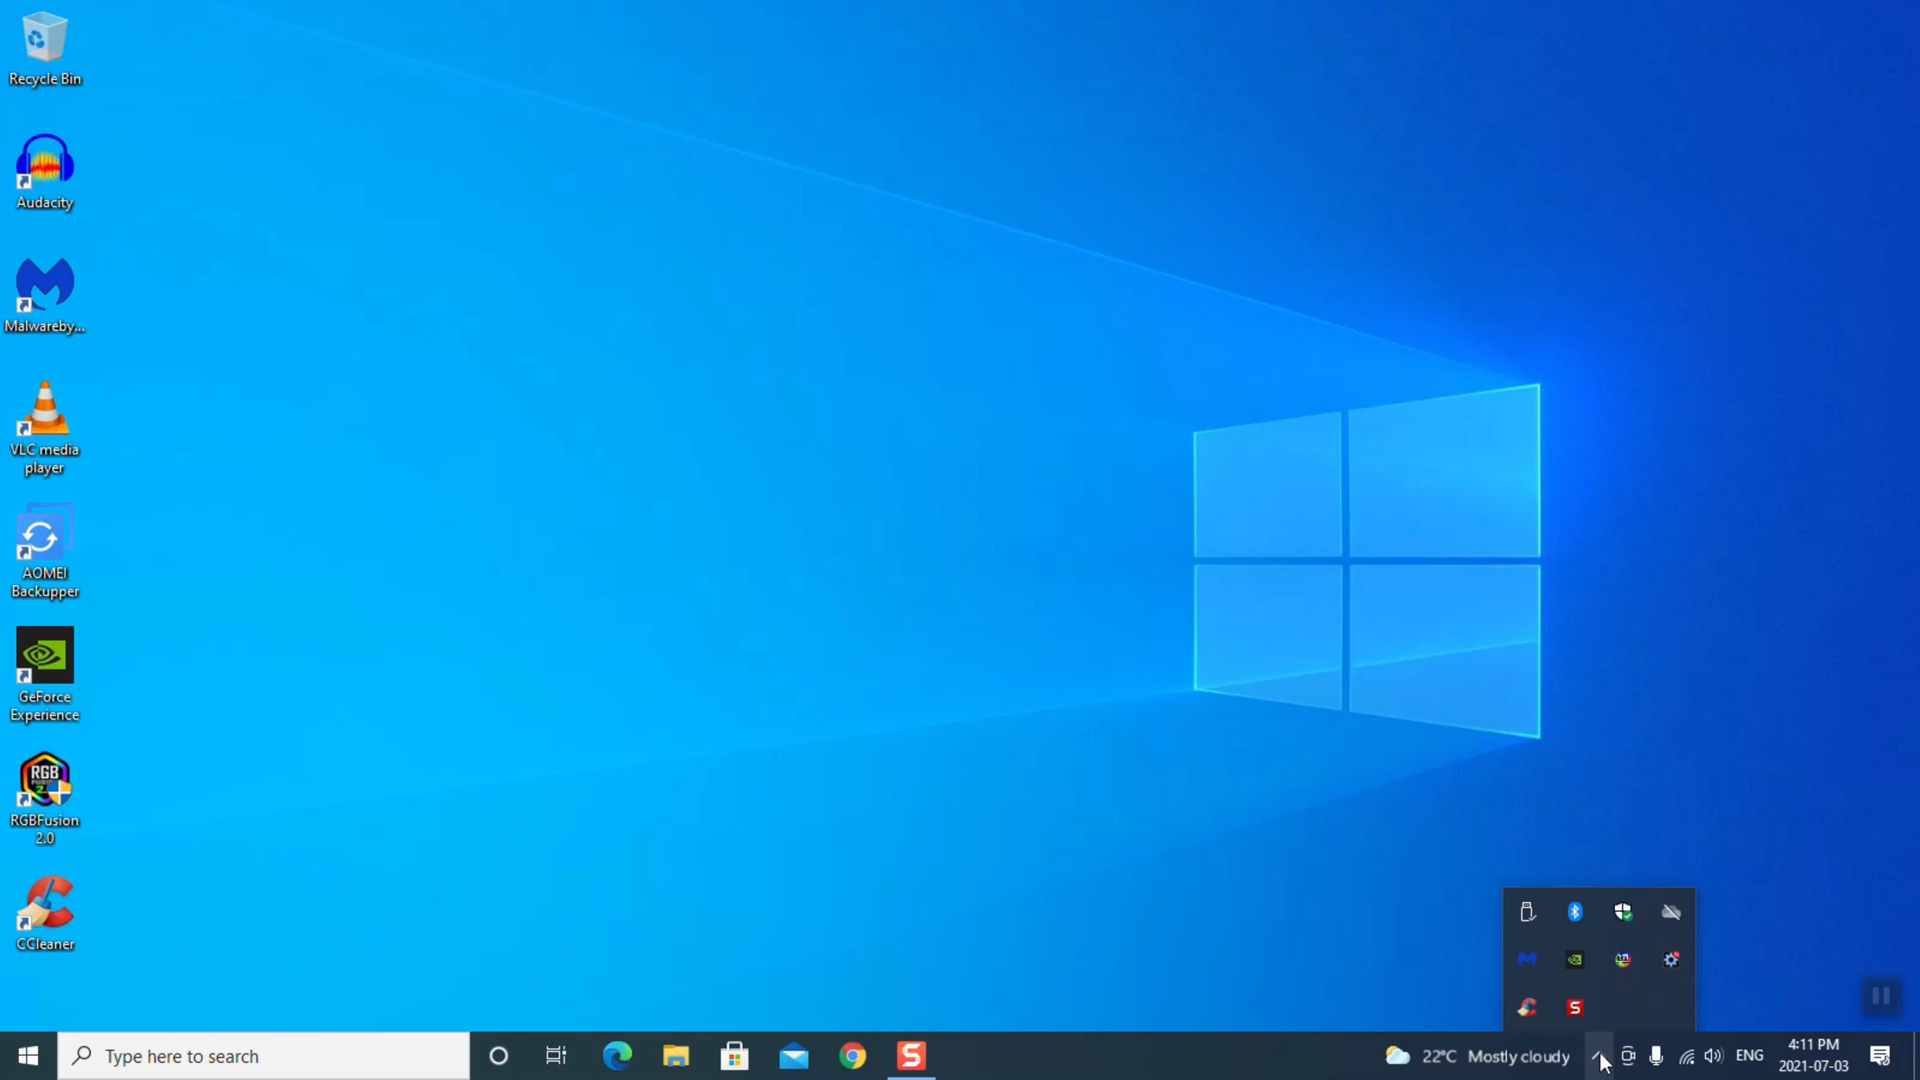 Recycle Bin
Audacity
Malwareby...
VLC media
player
AOMEI
Backupper
GeForce
Experience
RGB
RGBFusion
2.0
CCleaner
Type here to search
S
S
22°C Mostly cloudy
ENG
4:11 PM
2021-07-03